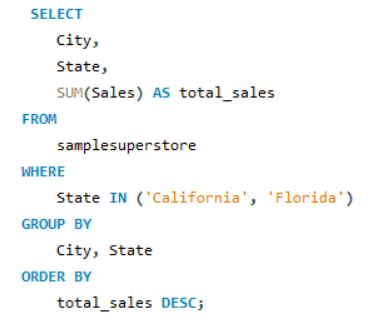 SELECT
City,
State,
SUM(Sales) AS total_sales
FROM
samplesuperstore
WHERE
State IN ('California', 'Florida')
GROUP BY
City, State
ORDER BY
total_sales DESC;